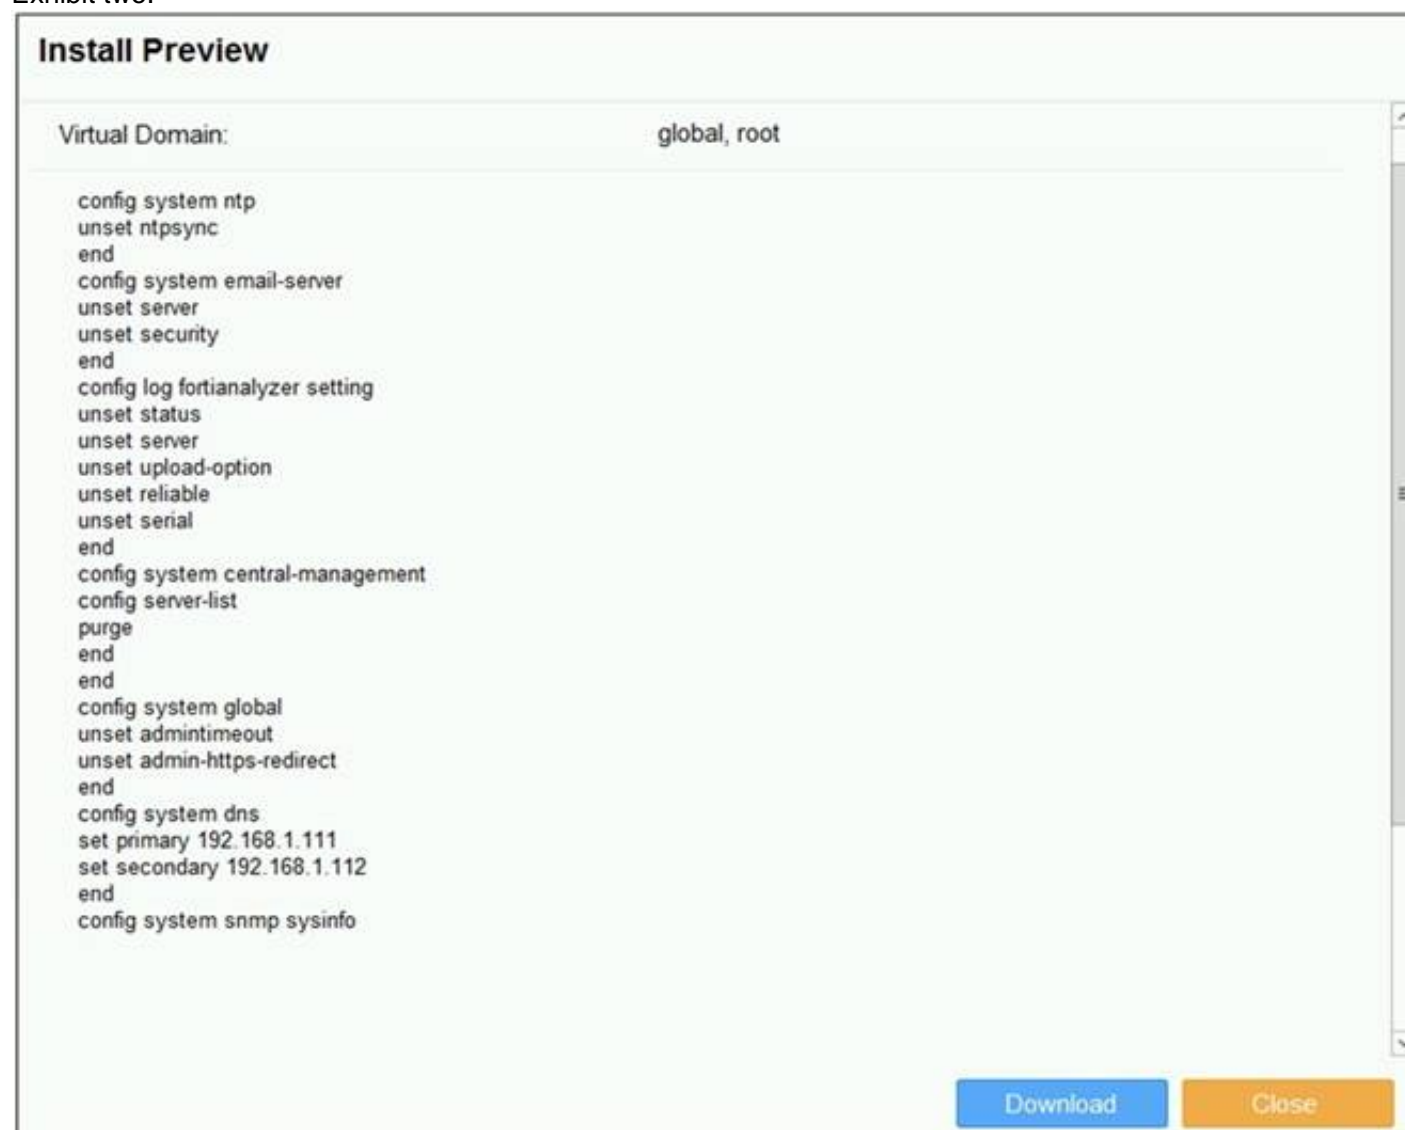 Exhibit two:
Install Preview
Virtual Domain: global, root
config system ntp
unset ntpsync
end
config system email-server
unset server
unset security
end
config log fortianalyzer setting
unset status
unset server
unset upload-option
unset reliable
unset serial
end
config system central-management
config server-list
purge
end
end
config system global
unset admintimeout
unset admin-https-redirect
end
config system dns
set primary 192.168.1.111
set secondary 192.168.1.112
end
config system snmp sysinfo
Download Close